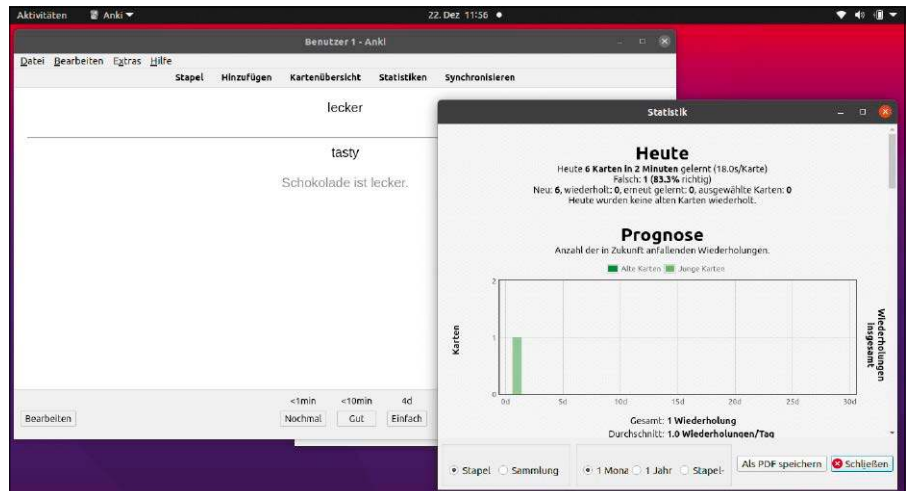 Aktivitäten Anki 22. Dez 11:56
Benutzer 1 - Anki
Datei Bearbeiten Extras Hilfe
Stapel Hinzufügen Kartenübersicht Statistiken Synchronisieren
lecker
tasty
Schokolade ist lecker.
<1min <10min 4d
Bearbeiten Nochmal Gut Einfach
Statistik
Heute
Heute 6 Karten in 2 Minuten gelernt (18.0s/Karte)
Falsch: 1 (83.3% richtig)
Neu: 6, wiederholt: 0, erneut gelernt: 0, ausgewählte Karten: 0
Heute wurden keine alten Karten wiederholt.
Prognose
Anzahl der in Zukunft anfallenden Wiederholungen.
Alte Karten Junge Karten
2
1
0
Karten
Wiederholungen
insgesamt
0d 5d 10d 15d 20d 25d 30d
Gesamt: 1 Wiederholung
Durchschnitt: 1.0 Wiederholungen/Tag
Stapel Sammlung 1 Mona 1 Jahr Stapel- Als PDF speichern Schließen